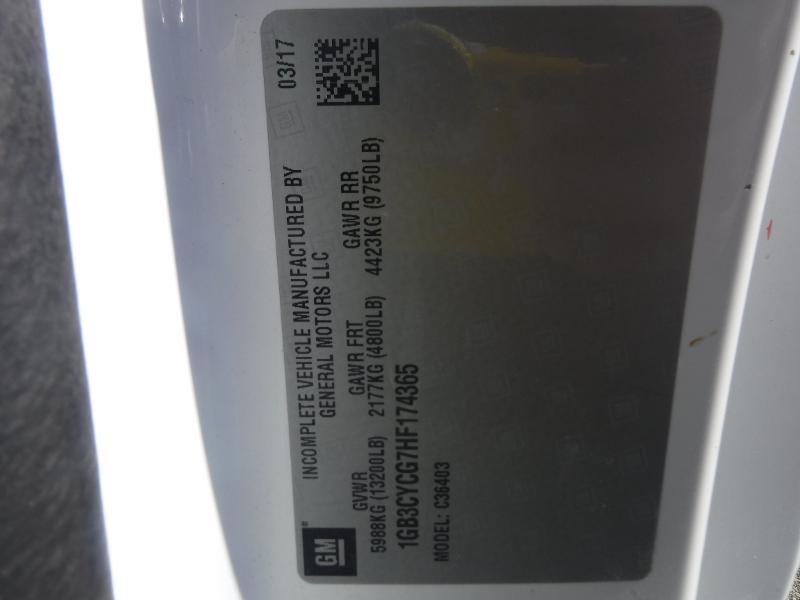 GM
INCOMPLETE VEHICLE MANUFACTURED BY
GENERAL MOTORS LLC
03/17
GVWR GAWR FRT GAWR RR
5988KG (13200LB) 2177KG (4800LB) 4423KG (9750LB)
1GB3CYCG7HF174365
MODEL: C36403